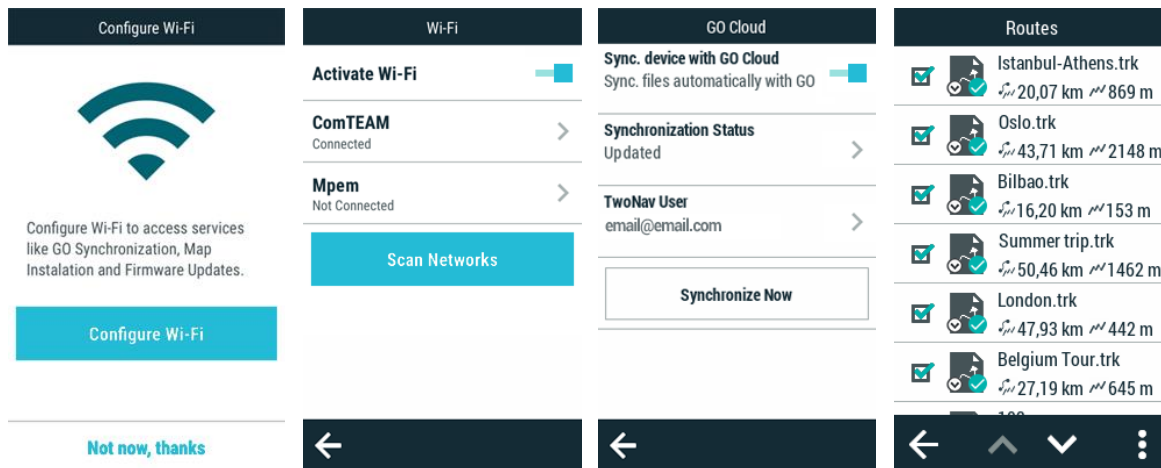 Configure Wi-Fi
Configure Wi-Fi to access services
like GO Synchronization, Map
Instalation and Firmware Updates.
Configure Wi-Fi
Not now, thanks
Wi-Fi
Activate Wi-Fi
ComTEAM
Connected
Mpem
Not Connected
Scan Networks
GO Cloud
Sync. device with GO Cloud
Sync. files automatically with GO
Synchronization Status
Updated
TwoNav User
email@email.com
Synchronize Now
Routes
Istanbul-Athens.trk
20,07 km 869 m
Oslo.trk
43,71 km 2148 m
Bilbao.trk
16,20 km 153 m
Summer trip.trk
50,46 km 1462 m
London.trk
47,93 km 442 m
Belgium Tour.trk
27,19 km 645 m